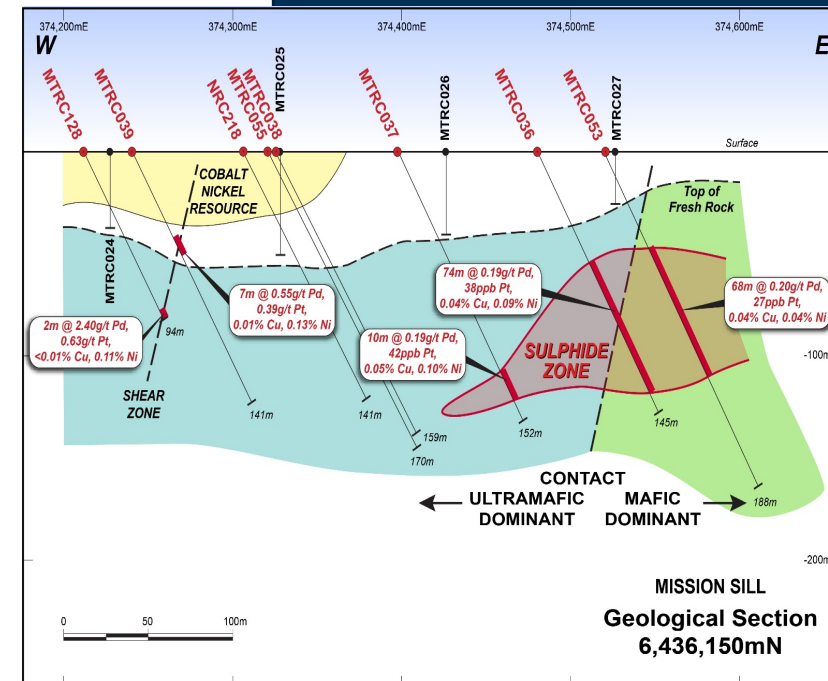 374,200mE
374,300mE
374,400mE
374,500mE
374,600mE
W
E
MTRC128
MTRC039
NRC218
MTRC055
MTRC038
MTRC025
MTRC037
MTRC026
MTRC036
MTRC053
MTRC027
Surface
COBALT
NICKEL
RESOURCE
Top of
Fresh Rock
MTRC024
2m @ 2.40g/t Pd,
0.63g/t Pt,
<0.01% Cu, 0.11% Ni
94m
7m @ 0.55g/t Pd,
0.39g/t Pt,
0.01% Cu, 0.13% Ni
74m @ 0.19g/t Pd,
38ppb Pt,
0.04% Cu, 0.09% Ni
68m @ 0.20g/t Pd,
27ppb Pt,
0.04% Cu, 0.04% Ni
10m @ 0.19g/t Pd,
42ppb Pt,
0.05% Cu, 0.10% Ni
SULPHIDE
ZONE
-100m
SHEAR
ZONE
141m
141m
159m
170m
152m
145m
188m
CONTACT
ULTRAMAFIC
DOMINANT
MAFIC
DOMINANT
-200m
MISSION SILL
Geological Section
6,436,150mN
0
50
100m